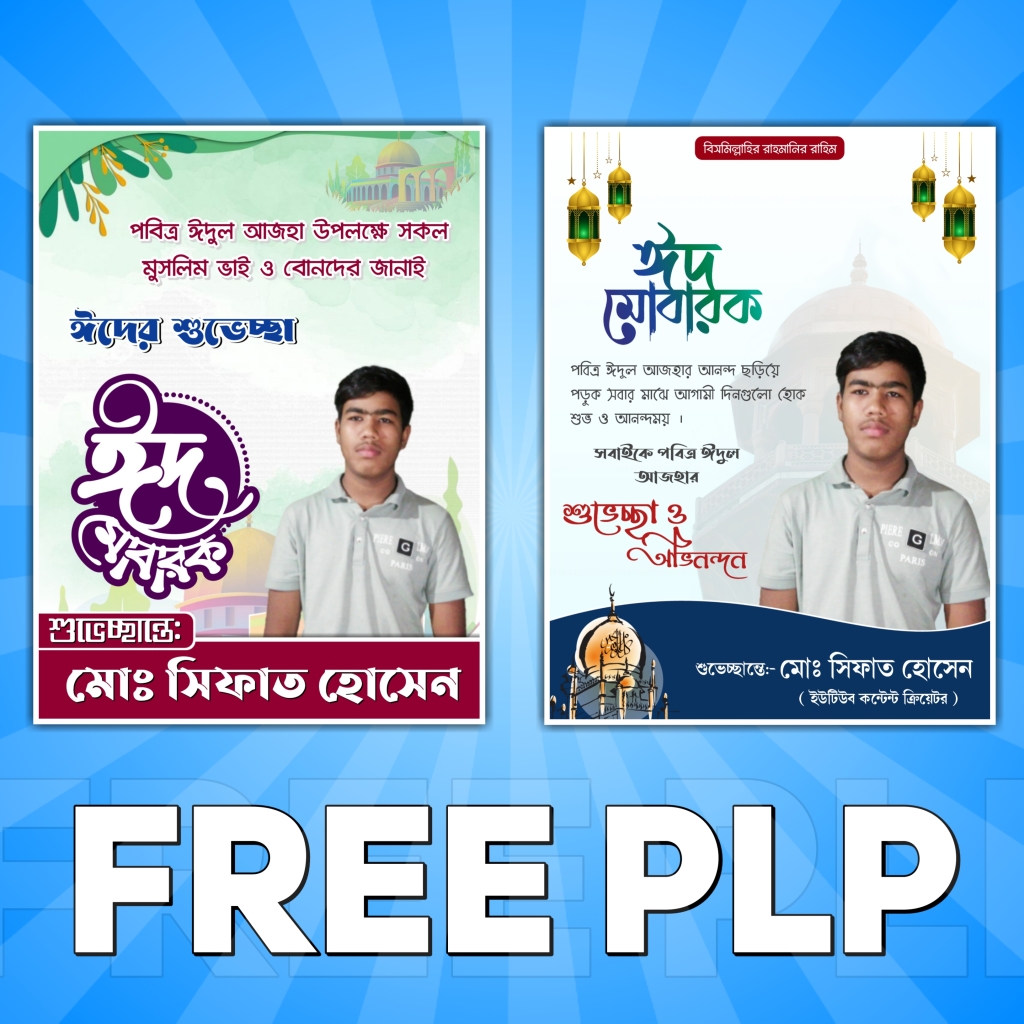 পবিত্র ঈদুল আজহা উপলক্ষে সকল
মুসলিম ভাই ও বোনদের জানাই
ঈদের শুভেচ্ছা
ঈদ
মোবারক
PARIS
শুভেচ্ছান্তে:
মোঃ সিফাত হোসেন
বিসমিল্লাহির রাহমানির রাহিম
ঈদ
মোবারক
পবিত্র ঈদুল আজহার আনন্দ ছড়িয়ে
পড়ুক সবার মাঝে আগামী দিনগুলো হোক
শুভ ও আনন্দময় ।
সবাইকে পবিত্র ঈদুল
আজহার
শুভেচ্ছা ও
অভিনন্দন
G
PARIS
শুভেচ্ছান্তে:- মোঃ সিফাত হোসেন
( ইউটিউব কন্টেন্ট ক্রিয়েটর )
FREE PLP